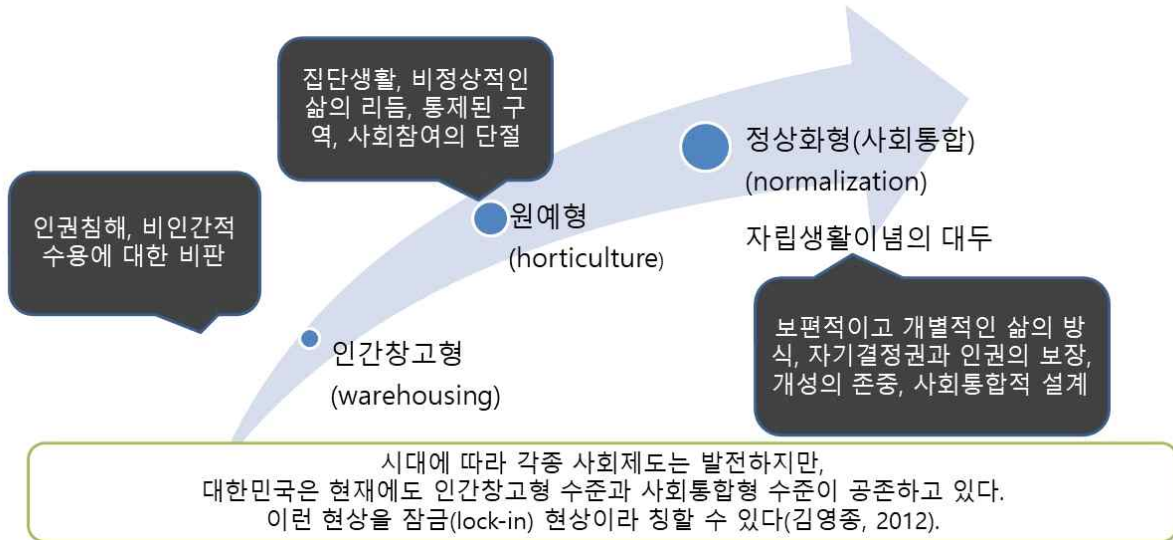 집단생활, 비정상적인
삶의 리듬, 통제된 구
역, 사회참여의 단절
정상화형(사회통합)
(normalization)
자립생활이념의 대두
인권침해, 비인간적
수용에 대한 비판
원예형
(horticulture)
보편적이고 개별적인 삶의 방
식, 자기결정권과 인권의 보장,
개성의 존중, 사회통합적 설계
인간창고형
(warehousing)
시대에 따라 각종 사회제도는 발전하지만,
대한민국은 현재에도 인간창고형 수준과 사회통합형 수준이 공존하고 있다.
이런 현상을 잠금(lock-in) 현상이라 칭할 수 있다(김영종, 2012).